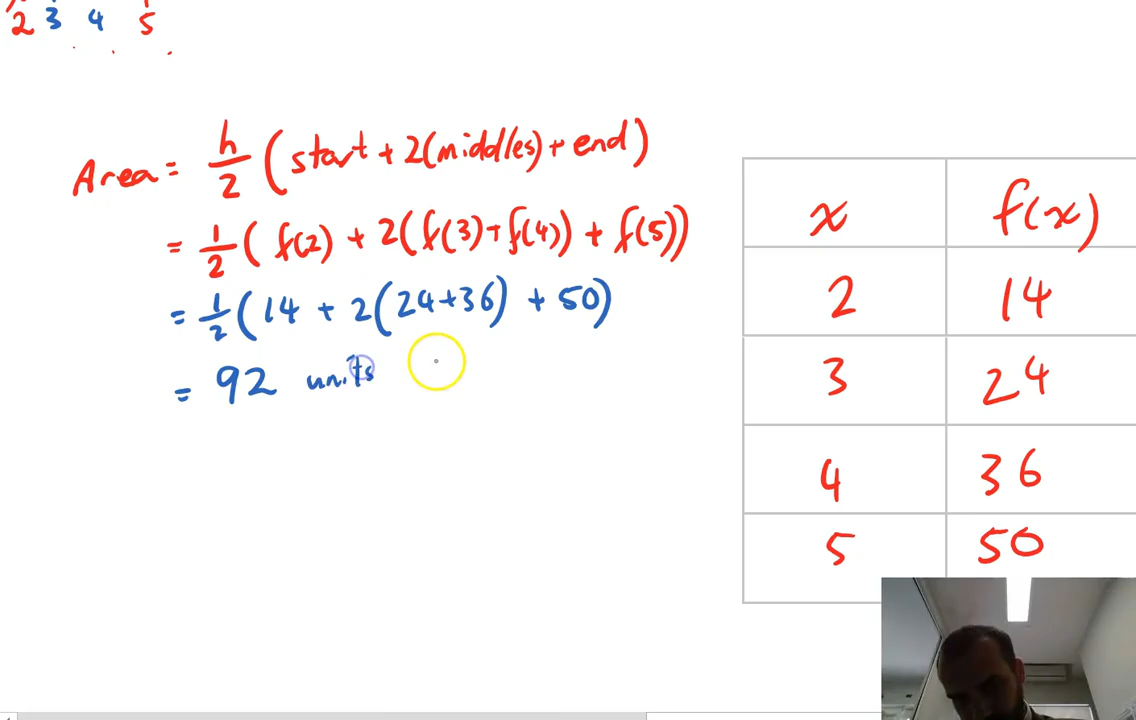 2 3 4 5
Area = h/2 (start + 2(middles) + end)
= 1/2 (f(2) + 2(f(3) + f(4)) + f(5))
= 1/2 (14 + 2(24+36) + 50)
= 92 units
x f(x)
2 14
3 24
4 36
5 50